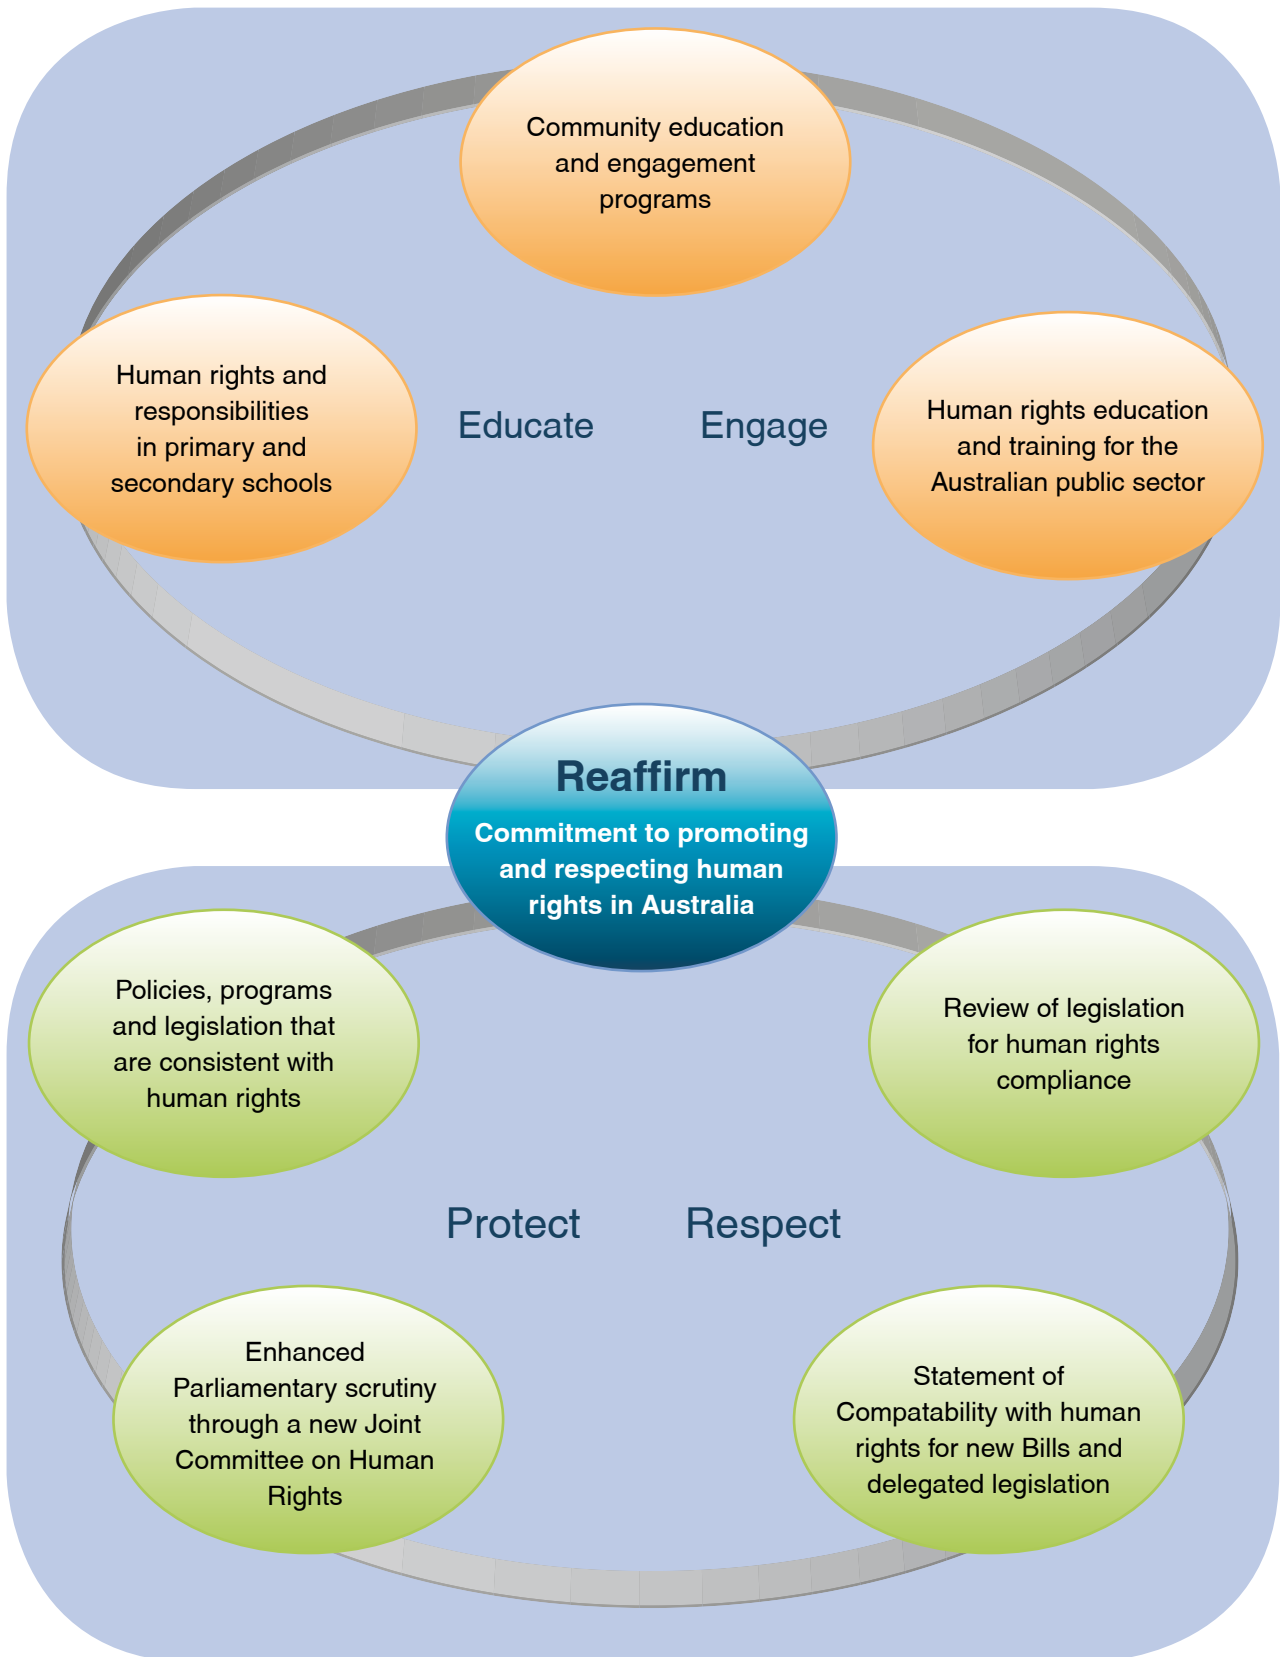 Community education
and engagement
programs
Human rights and
responsibilities
in primary and
secondary schools
Educate
Engage
Human rights education
and training for the
Australian public sector
Reaffirm
Commitment to promoting
and respecting human
rights in Australia
Policies, programs
and legislation that
are consistent with
human rights
Review of legislation
for human rights
compliance
Protect
Respect
Enhanced
Parliamentary scrutiny
through a new Joint
Committee on Human
Rights
Statement of
Compatability with human
rights for new Bills and
delegated legislation